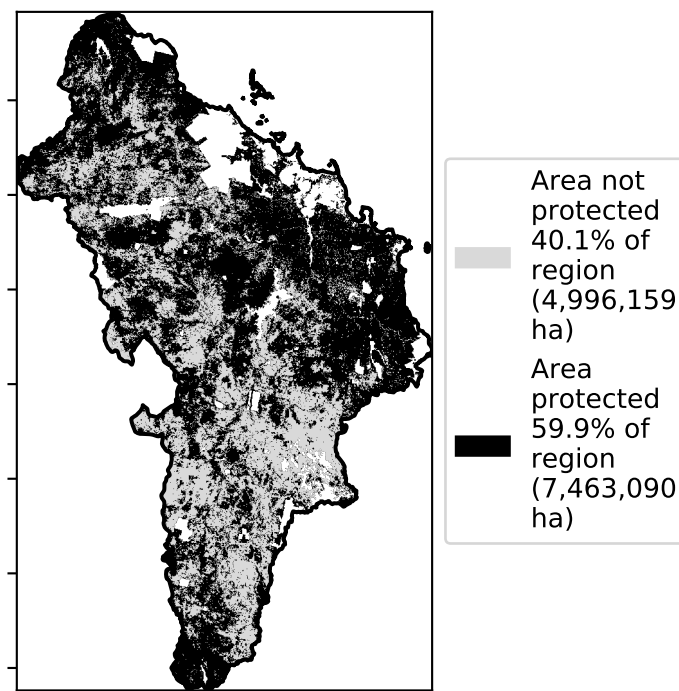 Area not
protected
40.1% of
region
(4,996,159
ha)
Area
protected
59.9% of
region
(7,463,090
ha)